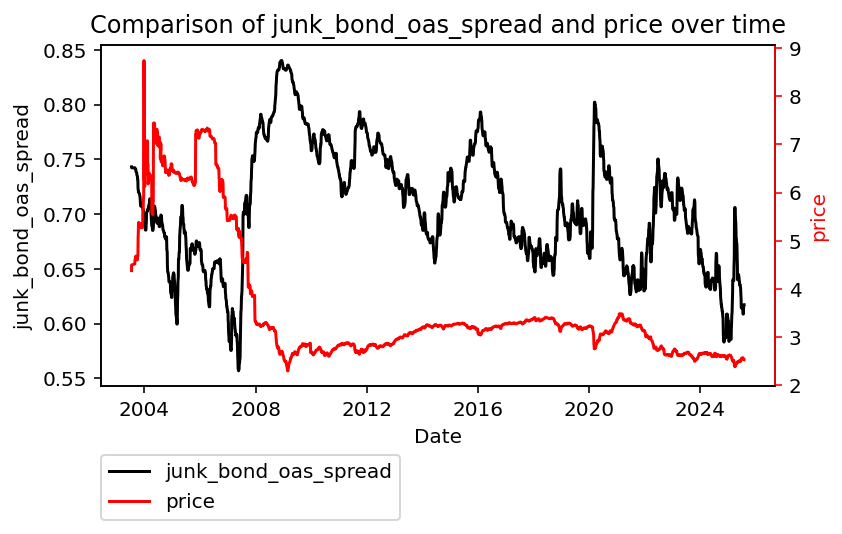 Comparison of junk_bond_oas_spread and price over time
junk_bond_oas_spread
0.85
0.80
0.75
0.70
0.65
0.60
0.55
9
8
7
6
5
4
3
2
price
2004 2008 2012 2016 2020 2024
Date
junk_bond_oas_spread
price